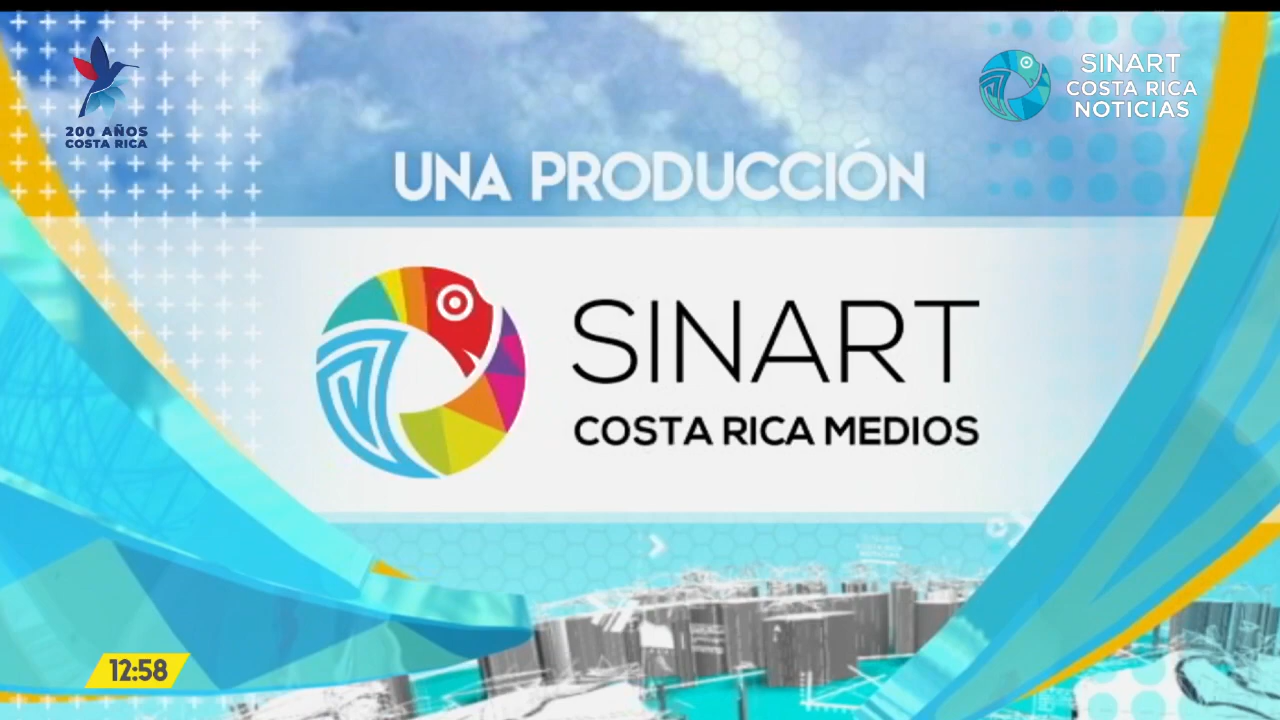 200 AÑOS
COSTA RICA
SINART
COSTA RICA
NOTICIAS
UNA PRODUCCIÓN
SINART
COSTA RICA MEDIOS
12:58